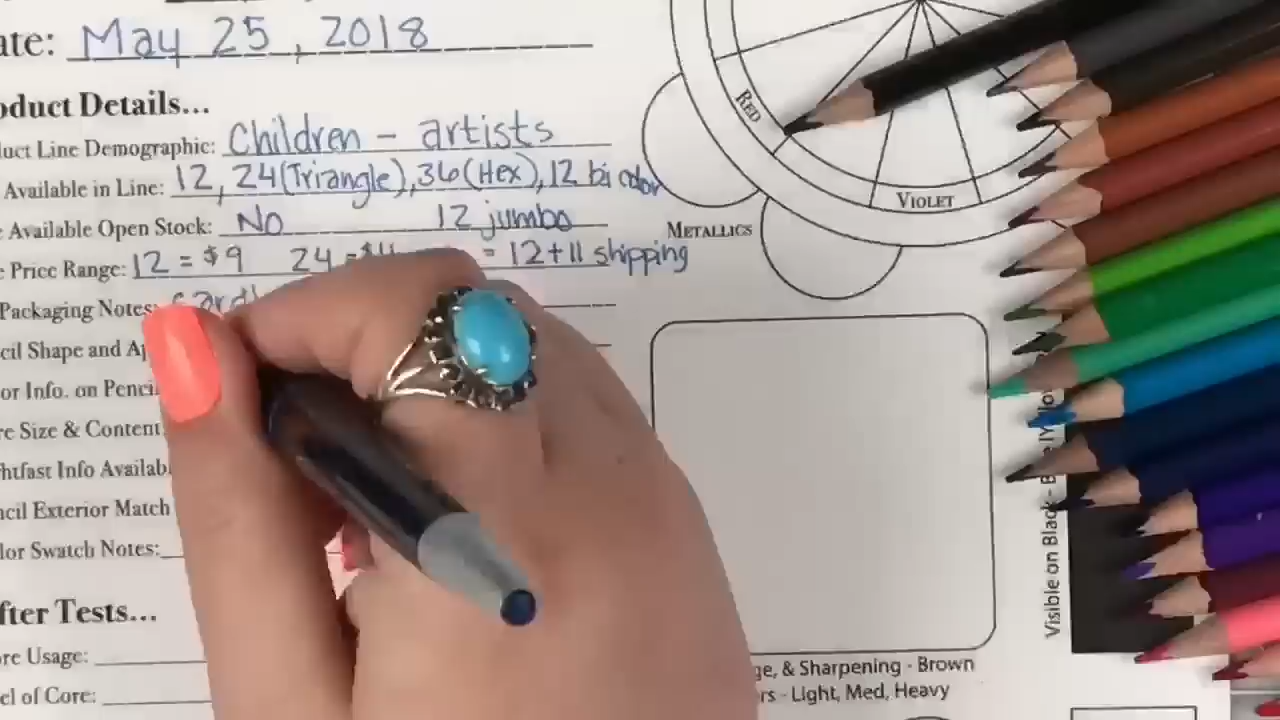 ate: May 25, 2018
oduct Details...
uct Line Demographic: Children - artists
Available in Line: 12, 24(Triangle), 36(Hex), 12 bi color
Available Open Stock: No 12 jumbo
Price Range: 12 = $9 24 = = 12+11 shipping
Packaging Notes:
cil Shape and
or Info. on Penci
re Size & Content
htfast Info Availab
ncil Exterior Match
lor Swatch Notes:
fter Tests...
re Usage:
el of Core:
RED
VIOLET
METALLICS
Visible on Black -
ge, & Sharpening - Brown
rs - Light, Med, Heavy